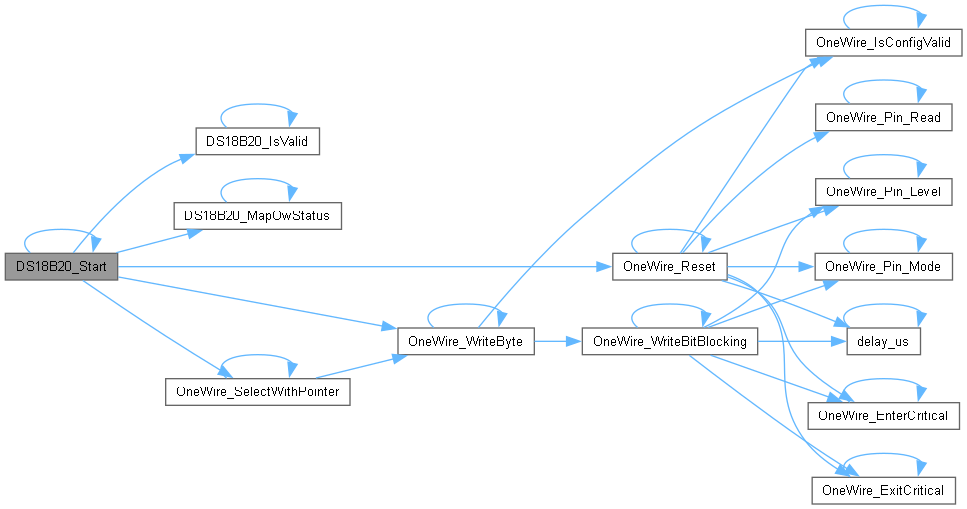 OneWire_IsConfigValid
OneWire_Pin_Read
DS18B20_IsValid
OneWire_Pin_Level
DS18B20_MapOwStatus
DS18B20_Start
OneWire_Reset
OneWire_Pin_Mode
OneWire_WriteByte
OneWire_WriteBitBlocking
delay_us
OneWire_SelectWithPointer
OneWire_EnterCritical
OneWire_ExitCritical